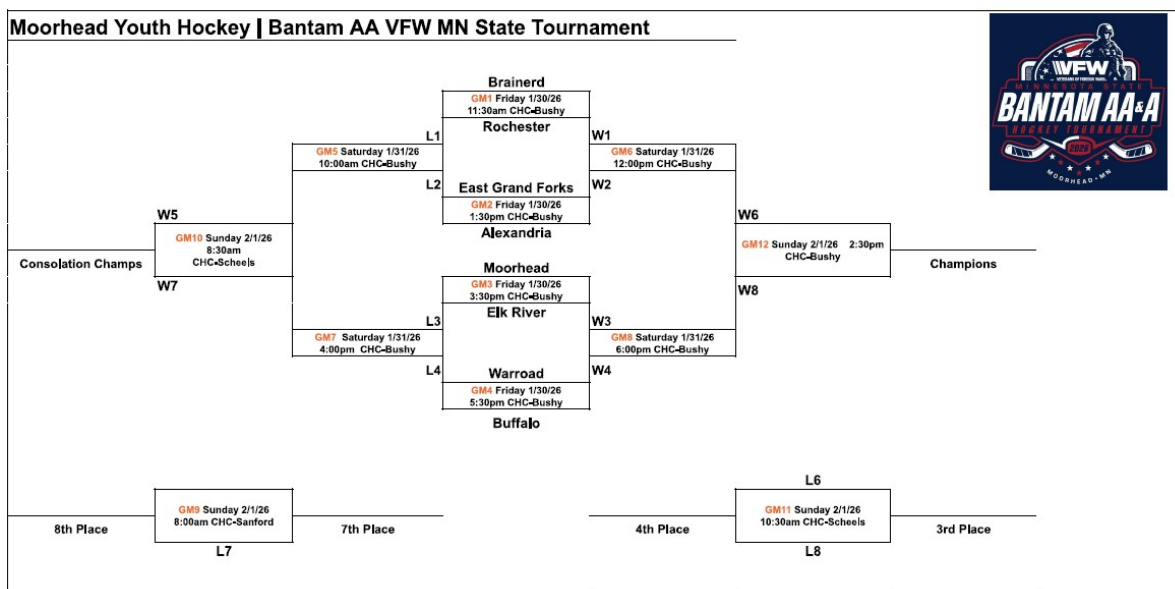 Moorhead Youth Hockey | Bantam AA VFW MN State Tournament
VFW
VETERANS OF FOREIGN WARS
MINNESOTA STATE
BANTAM AA&A
HOCKEY TOURNAMENT
2026
MOORHEAD • MN
Brainerd
GM1 Friday 1/30/26
11:30am CHC-Bushy
Rochester
L1
W1
GM5 Saturday 1/31/26
10:00am CHC-Bushy
GM6 Saturday 1/31/26
12:00pm CHC-Bushy
L2
W2
East Grand Forks
GM2 Friday 1/30/26
1:30pm CHC-Bushy
Alexandria
W5
W6
GM10 Sunday 2/1/26
8:30am
CHC-Scheels
GM12 Sunday 2/1/26 2:30pm
CHC-Bushy
Consolation Champs
Champions
W7
W8
Moorhead
GM3 Friday 1/30/26
3:30pm CHC-Bushy
Elk River
L3
W3
GM7 Saturday 1/31/26
4:00pm CHC-Bushy
GM8 Saturday 1/31/26
6:00pm CHC-Bushy
L4
W4
Warroad
GM4 Friday 1/30/26
5:30pm CHC-Bushy
Buffalo
L6
GM9 Sunday 2/1/26
8:00am CHC-Sanford
GM11 Sunday 2/1/26
10:30am CHC-Scheels
8th Place
7th Place
4th Place
3rd Place
L7
L8